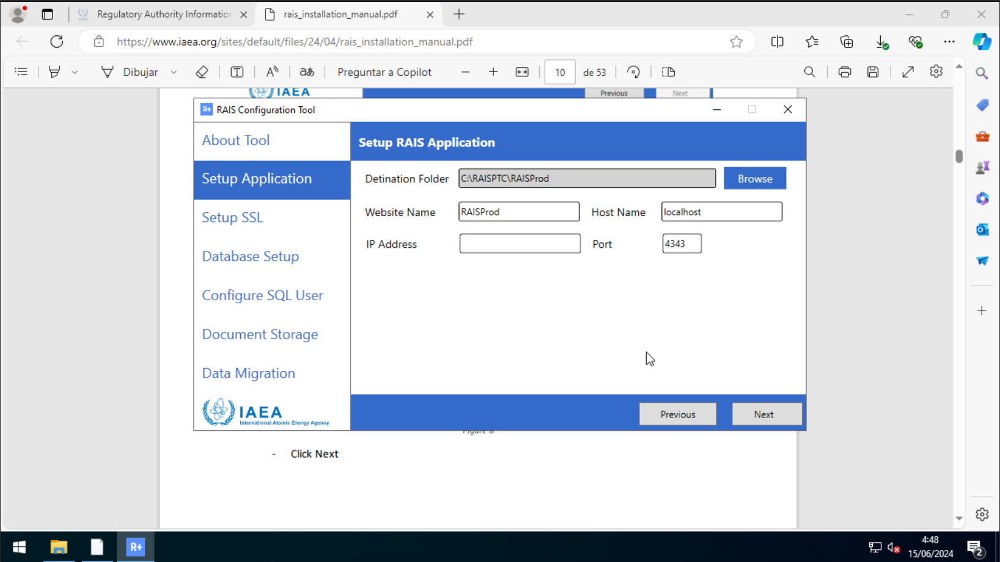 Regulatory Authority Information
rais_installation_manual.pdf
https://www.iaea.org/sites/default/files/24/04/rais_installation_manual.pdf
Dibujar
A
aあ
Preguntar a Copilot
10
de 53
IAEA
Previous
Next
R+
RAIS Configuration Tool
About Tool
Setup Application
Setup SSL
Database Setup
Configure SQL User
Document Storage
Data Migration
IAEA
International Atomic Energy Agency
Setup RAIS Application
Detination Folder
C:\RAISPTC\RAISProd
Browse
Website Name
RAISProd
Host Name
localhost
IP Address
Port
4343
Previous
Next
Figure 8
- Click Next
R+
4:48
15/06/2024
2